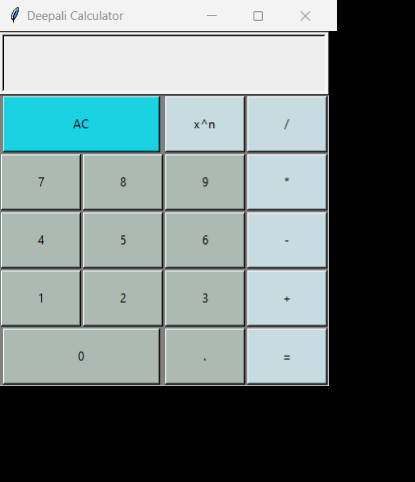 Deepali Calculator
AC x^n /
7 8 9 *
4 5 6 -
1 2 3 +
0 . =